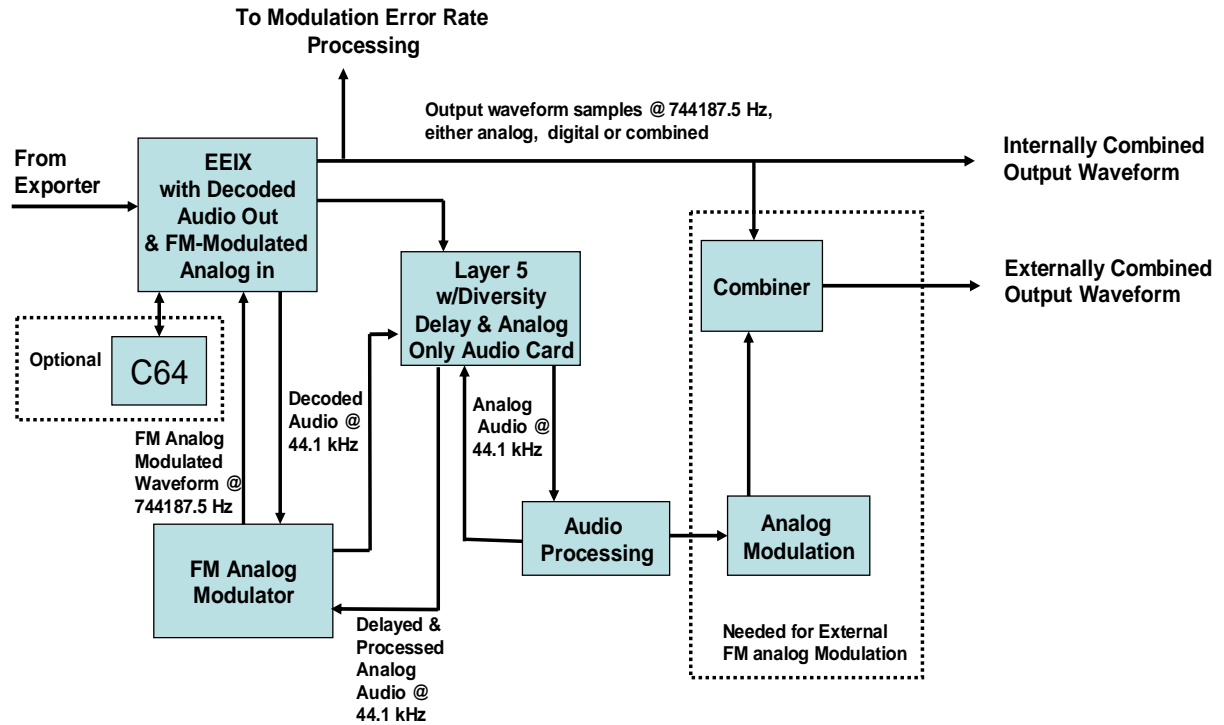 To Modulation Error Rate
Processing
Output waveform samples @ 744187.5 Hz,
either analog, digital or combined
From
Exporter
EEIX
with Decoded
Audio Out
& FM-Modulated
Analog in
Internally Combined
Output Waveform
Layer 5
w/Diversity
Delay & Analog
Only Audio Card
Combiner
Externally Combined
Output Waveform
Optional
C64
FM Analog
Modulated
Waveform @
744187.5 Hz
Decoded
Audio @
44.1 kHz
Analog
Audio @
44.1 kHz
FM Analog
Modulator
Audio
Processing
Analog
Modulation
Delayed &
Processed
Analog
Audio @
44.1 kHz
Needed for External
FM analog Modulation